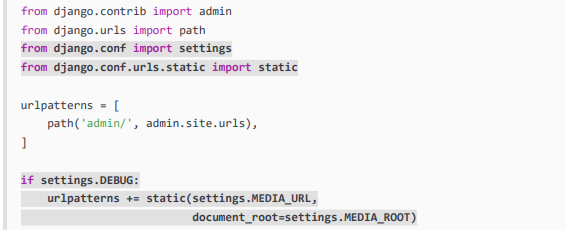 from django.contrib import admin
from django.urls import path
from django.conf import settings
from django.conf.urls.static import static
urlpatterns = [
    path('admin/', admin.site.urls),
]
if settings.DEBUG:
    urlpatterns += static(settings.MEDIA_URL,
                          document_root=settings.MEDIA_ROOT)